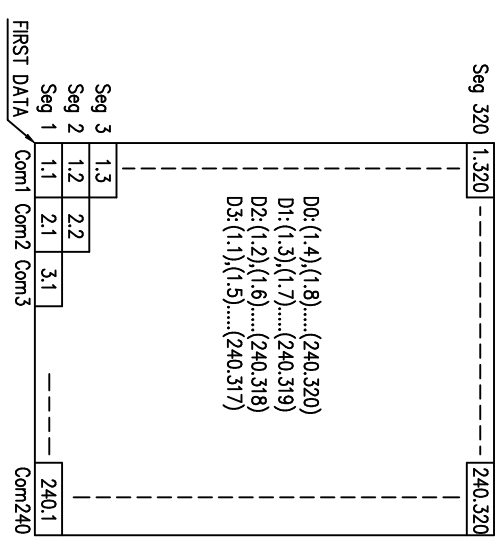 Seg 320 1.320 240.320
D0:(1.4),(1.8).....(240.320)
D1:(1.3),(1.7).....(240.319)
D2:(1.2),(1.6).....(240.318)
D3:(1.1),(1.5).....(240.317)
Seg 3 1.3
Seg 2 1.2 2.2
Seg 1 1.1 2.1 3.1 240.1
FIRST DATA Com1 Com2 Com3 Com240